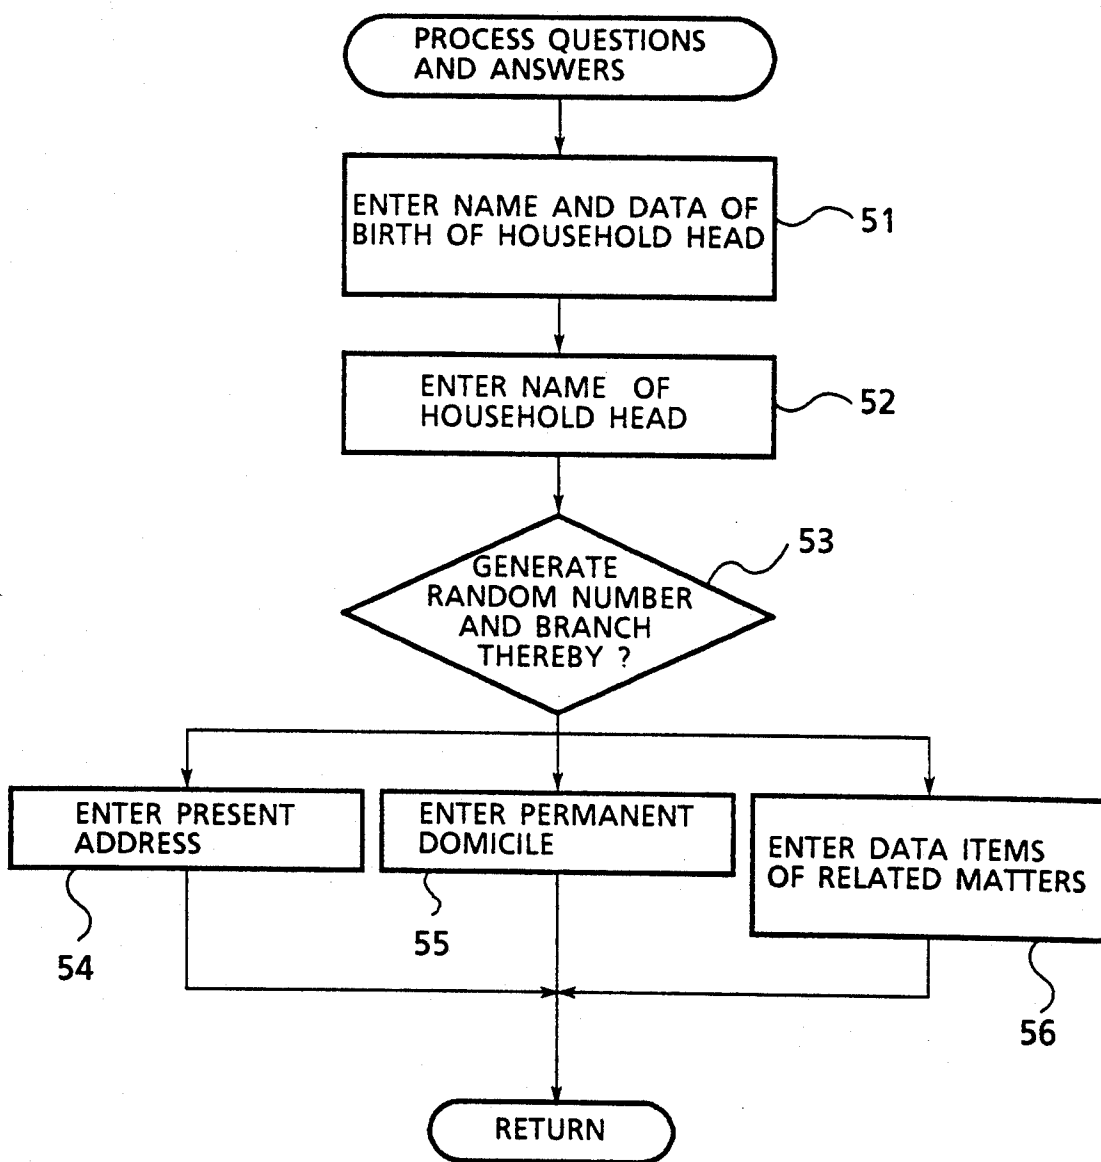 PROCESS QUESTIONS
AND ANSWERS
ENTER NAME AND DATA OF
BIRTH OF HOUSEHOLD HEAD
51
ENTER NAME OF
HOUSEHOLD HEAD
52
GENERATE
RANDOM NUMBER
AND BRANCH
THEREBY ?
53
ENTER PRESENT
ADDRESS
54
ENTER PERMANENT
DOMICILE
55
ENTER DATA ITEMS
OF RELATED MATTERS
56
RETURN